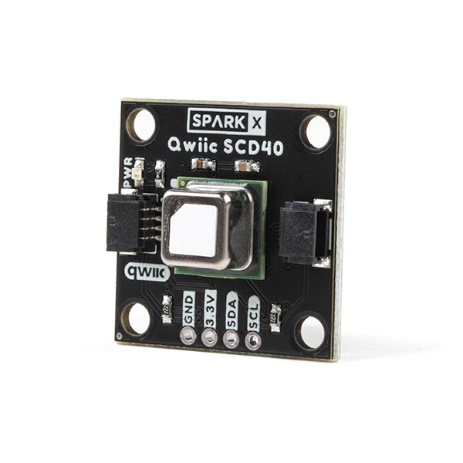 SPARK X
Qwiic SCD40
PWR
qwiic
GND
3.3V
SDA
SCL